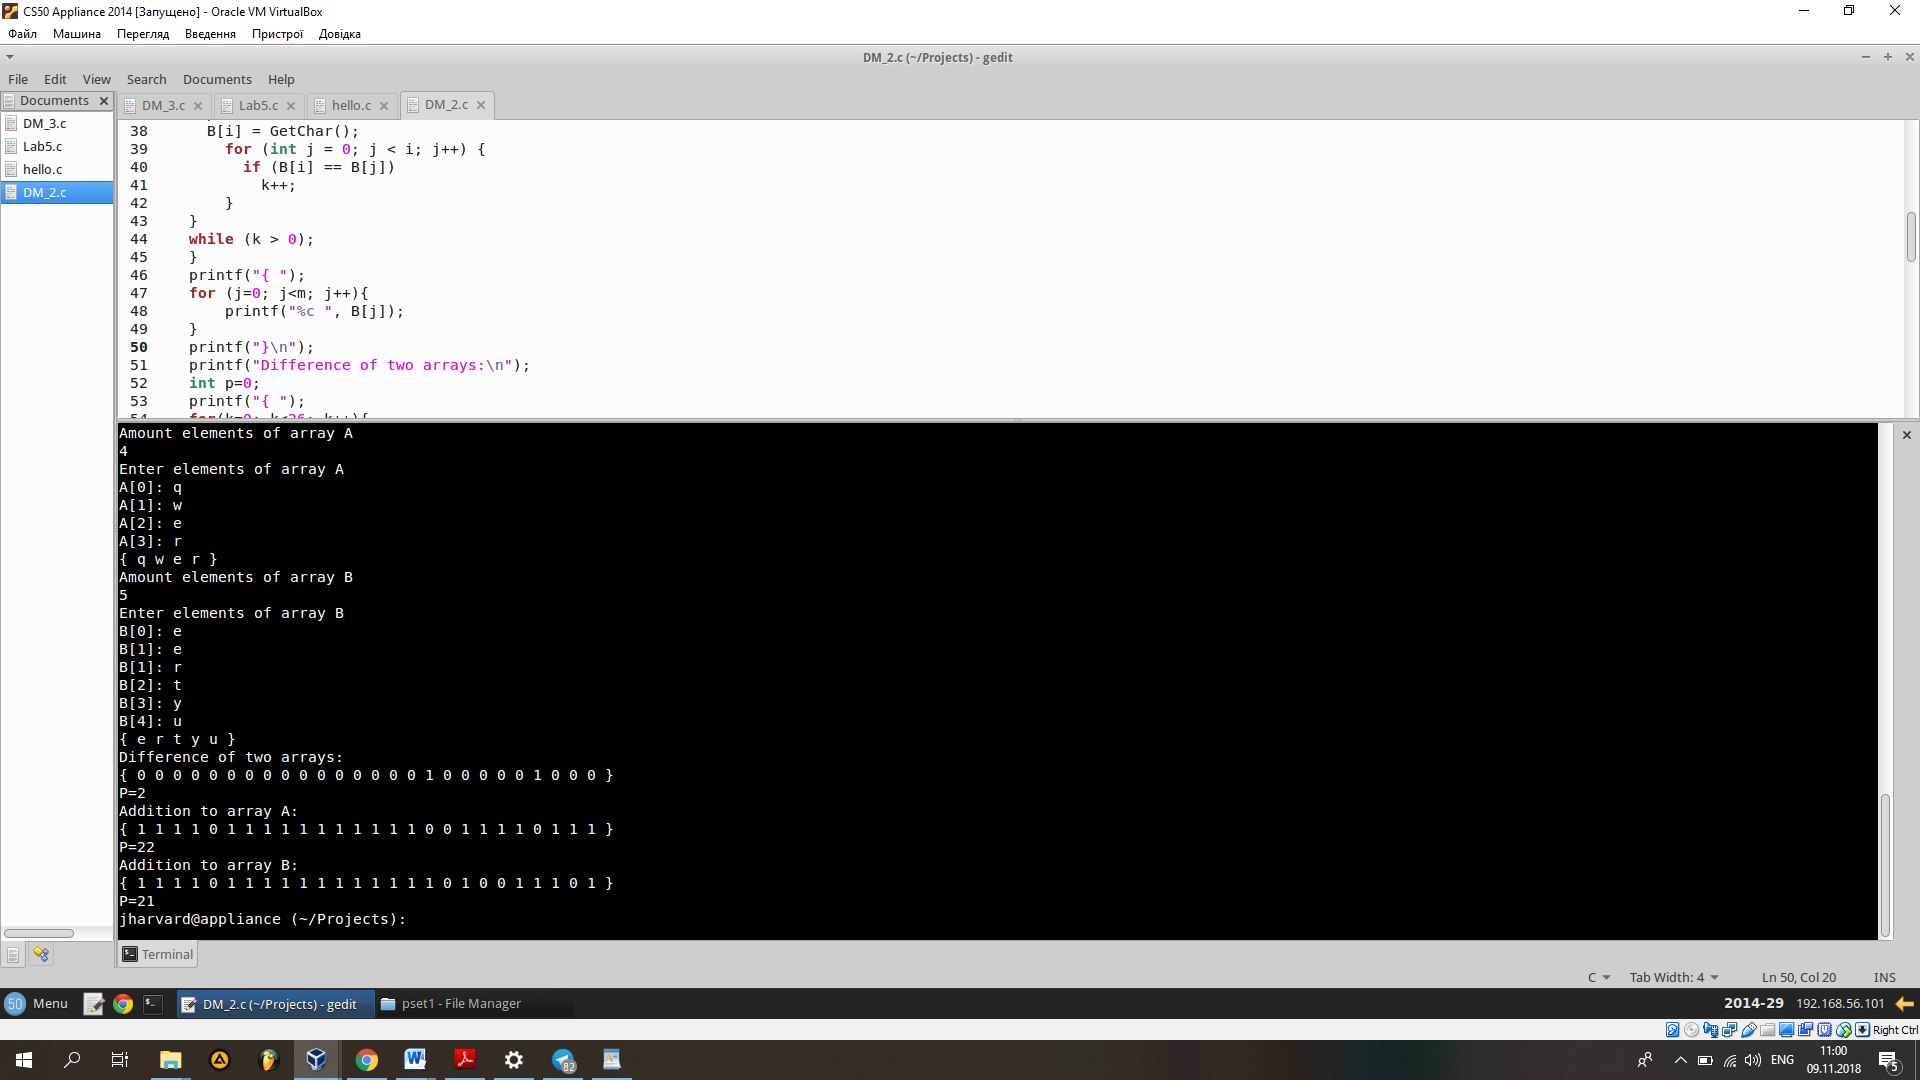 CS50 Appliance 2014 [Запущено] - Oracle VM VirtualBox
Файл Машина Перегляд Введення Пристрої Довідка
DM_2.c (~/Projects) - gedit
File Edit View Search Documents Help
Documents
DM_3.c Lab5.c hello.c DM_2.c
DM_3.c
Lab5.c
hello.c
DM_2.c
38 B[i] = GetChar();
39 for (int j = 0; j < i; j++) {
40 if (B[i] == B[j])
41 k++;
42 }
43 }
44 while (k > 0);
45 }
46 printf("{ ");
47 for (j=0; j<m; j++){
48 printf("%c ", B[j]);
49 }
50 printf("}\n");
51 printf("Difference of two arrays:\n");
52 int p=0;
53 printf("{ ");
54 for(k=0; k<26; k++){
Amount elements of array A
4
Enter elements of array A
A[0]: q
A[1]: w
A[2]: e
A[3]: r
{ q w e r }
Amount elements of array B
5
Enter elements of array B
B[0]: e
B[1]: e
B[1]: r
B[2]: t
B[3]: y
B[4]: u
{ e r t y u }
Difference of two arrays:
{ 0 0 0 0 0 0 0 0 0 0 0 0 0 0 0 0 1 0 0 0 0 0 1 0 0 0 }
P=2
Addition to array A:
{ 1 1 1 1 0 1 1 1 1 1 1 1 1 1 1 1 0 0 1 1 1 1 0 1 1 1 }
P=22
Addition to array B:
{ 1 1 1 1 0 1 1 1 1 1 1 1 1 1 1 1 1 0 1 0 0 1 1 1 0 1 }
P=21
jharvard@appliance (~/Projects):
Terminal
C Tab Width: 4 Ln 50, Col 20 INS
50 Menu DM_2.c (~/Projects) - gedit pset1 - File Manager 2014-29 192.168.56.101
Right Ctrl
82 ENG 11:00
09.11.2018 5